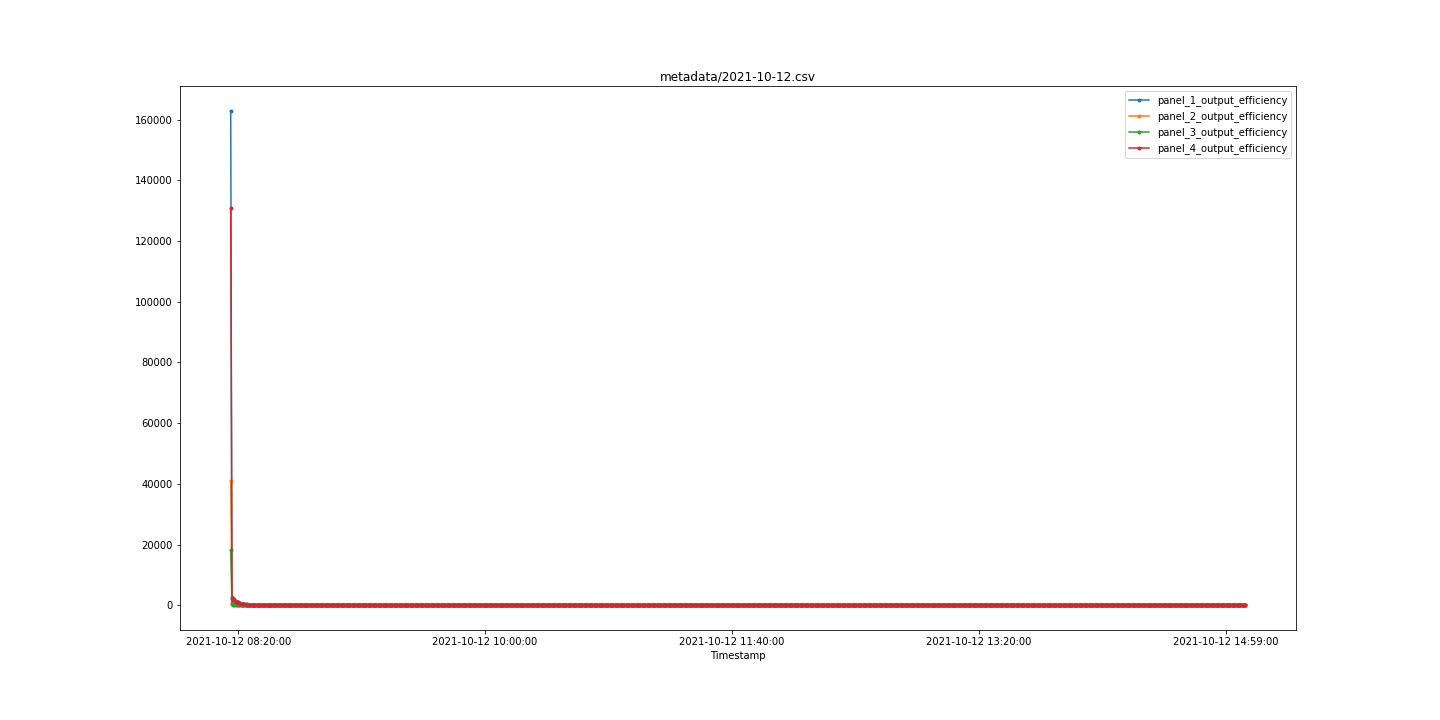 metadata/2021-10-12.csv
panel_1_output_efficiency
panel_2_output_efficiency
panel_3_output_efficiency
panel_4_output_efficiency
160000
140000
120000
100000
80000
60000
40000
20000
0
2021-10-12 08:20:00
2021-10-12 10:00:00
2021-10-12 11:40:00
2021-10-12 13:20:00
2021-10-12 14:59:00
Timestamp